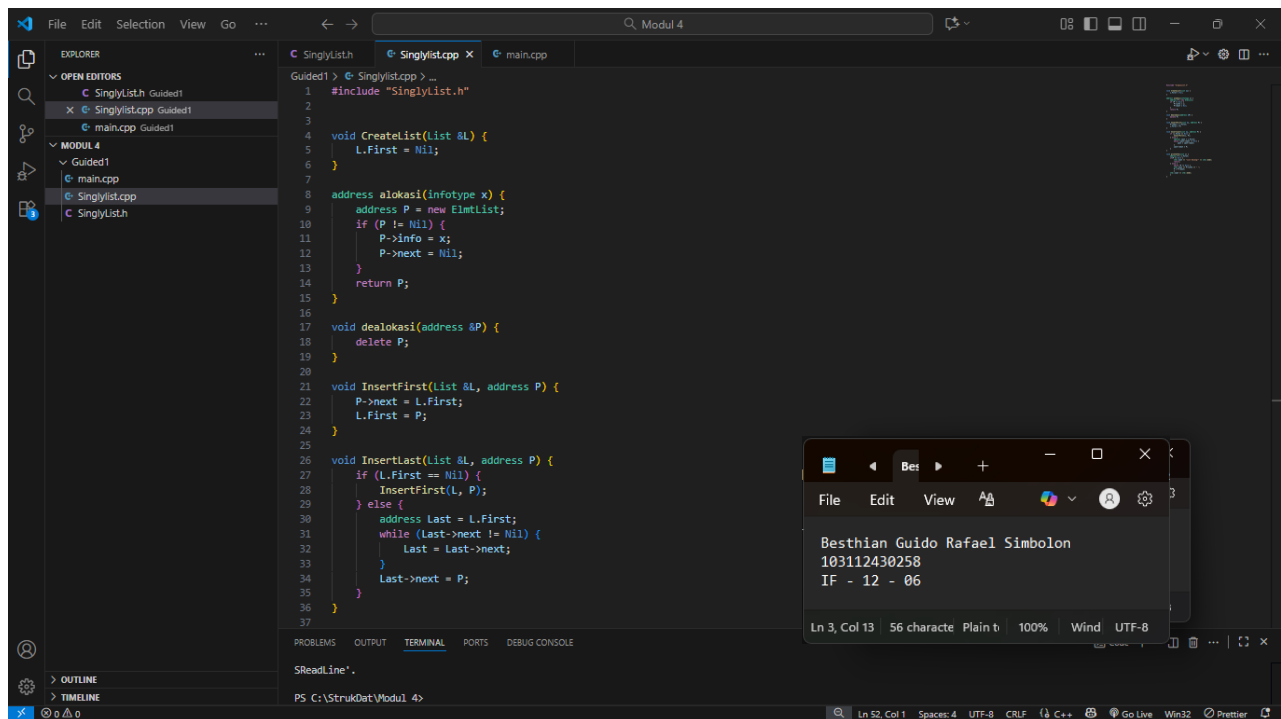 File Edit Selection View Go ···
Modul 4
EXPLORER ···
OPEN EDITORS
C SinglyList.h Guided1
Singlylist.cpp Guided1
main.cpp Guided1
MODUL 4
Guided1
main.cpp
Singlylist.cpp
C SinglyList.h
OUTLINE
TIMELINE
3
C SinglyList.h
Singlylist.cpp
main.cpp
Guided1 > Singlylist.cpp > ...
1 #include "SinglyList.h"
2
3
4 void CreateList(List &L) {
5 L.First = Nil;
6 }
7
8 address alokasi(infotype x) {
9 address P = new ElmtList;
10 if (P != Nil) {
11 P->info = x;
12 P->next = Nil;
13 }
14 return P;
15 }
16
17 void dealokasi(address &P) {
18 delete P;
19 }
20
21 void InsertFirst(List &L, address P) {
22 P->next = L.First;
23 L.First = P;
24 }
25
26 void InsertLast(List &L, address P) {
27 if (L.First == Nil) {
28 InsertFirst(L, P);
29 } else {
30 address Last = L.First;
31 while (Last->next != Nil) {
32 Last = Last->next;
33 }
34 Last->next = P;
35 }
36 }
37
Bes
File Edit View
Besthian Guido Rafael Simbolon
103112430258
IF - 12 - 06
Ln 3, Col 13 56 characte Plain t 100% Wind UTF-8
PROBLEMS OUTPUT TERMINAL PORTS DEBUG CONSOLE
SReadLine'.
PS C:\StrukDat\Modul 4>
0 0
Ln 52, Col 1 Spaces: 4 UTF-8 CRLF C++ Go Live Win32 Prettier